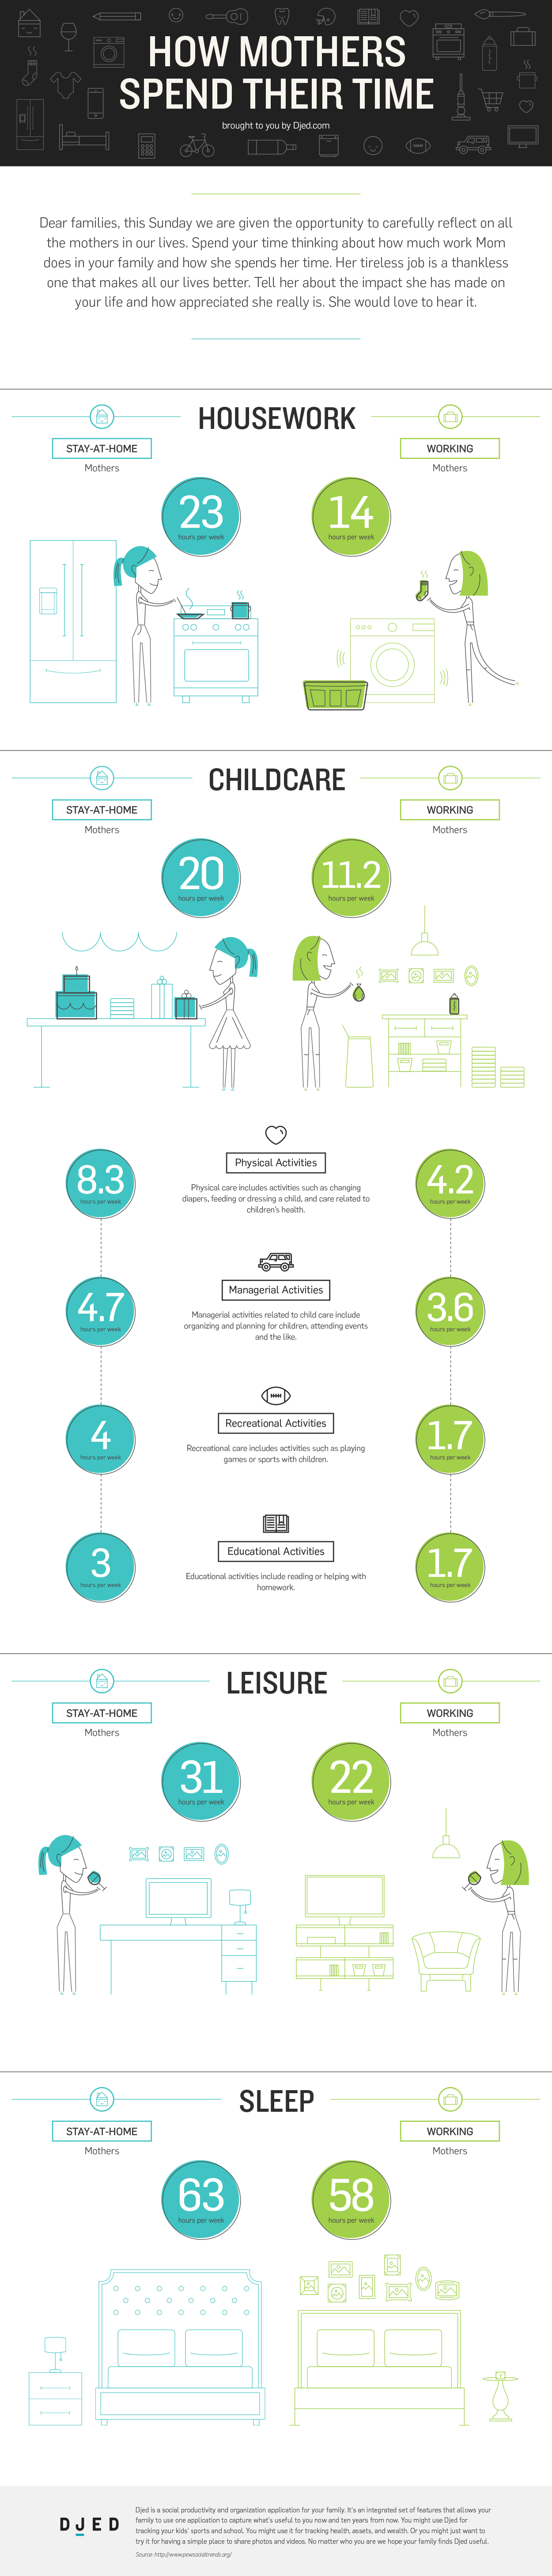 HOW MOTHERS
SPEND THEIR TIME
brought to you by Djed.com
Dear families, this Sunday we are given the opportunity to carefully reflect on all
the mothers in our lives. Spend your time thinking about how much work Mom
does in your family and how she spends her time. Her tireless job is a thankless
one that makes all our lives better. Tell her about the impact she has made on
your life and how appreciated she really is. She would love to hear it.
HOUSEWORK
STAY-AT-HOME
Mothers
WORKING
Mothers
23
hours per week
14
hours per week
CHILDCARE
STAY-AT-HOME
Mothers
WORKING
Mothers
20
hours per week
11.2
hours per week
8.3
hours per week
Physical Activities
Physical care includes activities such as changing
diapers, feeding or dressing a child, and care related to
children's health.
4.2
hours per week
4.7
hours per week
Managerial Activities
Managerial activities related to child care include
organizing and planning for children, attending events
and the like.
3.6
hours per week
4
hours per week
Recreational Activities
Recreational care includes activities such as playing
games or sports with children.
1.7
hours per week
3
hours per week
Educational Activities
Educational activities include reading or helping with
homework.
1.7
hours per week
LEISURE
STAY-AT-HOME
Mothers
WORKING
Mothers
31
hours per week
22
hours per week
SLEEP
STAY-AT-HOME
Mothers
WORKING
Mothers
63
hours per week
58
hours per week
DJED
Djed is a social productivity and organization application for your family. It's an integrated set of features that allows your
family to use one application to capture what's useful to you now and ten years from now. You might use Djed for
tracking your kids' sports and school. You might use it for tracking health, assets, and wealth. Or you might just want to
try it for having a simple place to share photos and videos. No matter who you are we hope your family finds Djed useful.
Source: http://www.pewsocialtrends.org/